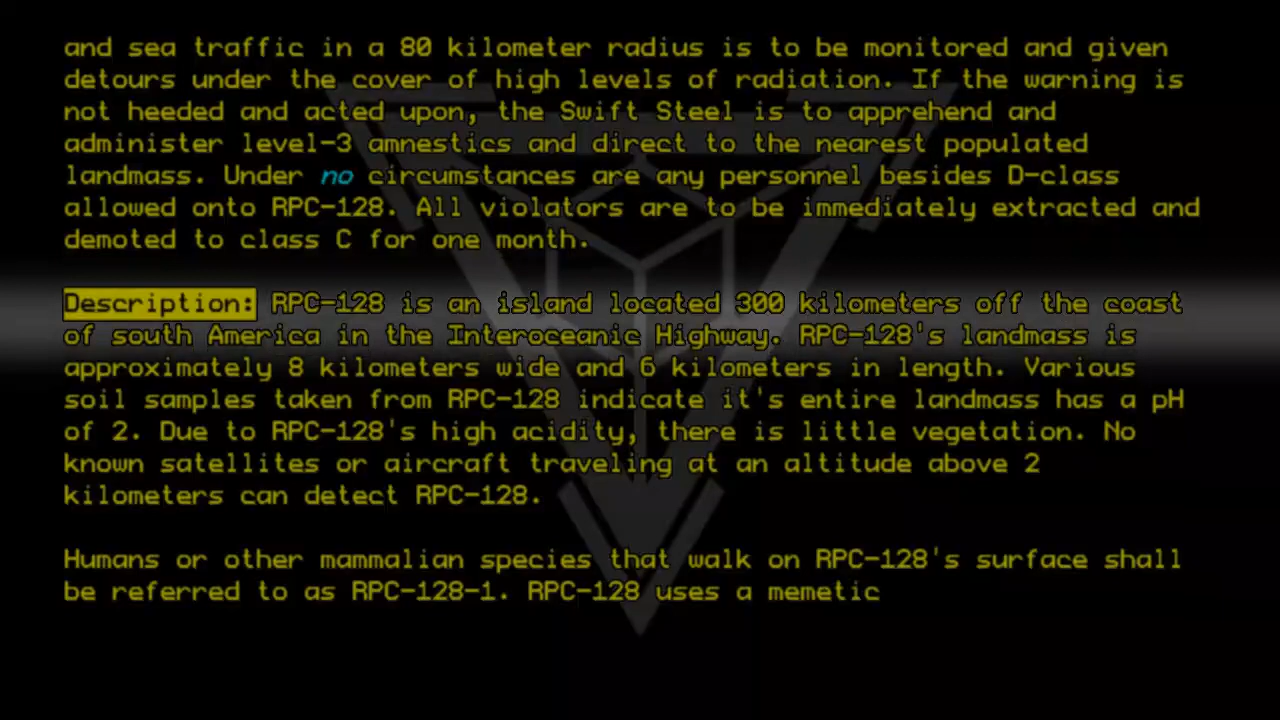 and sea traffic in a 80 kilometer radius is to be monitored and given
detours under the cover of high levels of radiation. If the warning is
not heeded and acted upon, the Swift Steel is to apprehend and
administer level-3 amnestics and direct to the nearest populated
landmass. Under no circumstances are any personnel besides D-class
allowed onto RPC-128. All violators are to be immediately extracted and
demoted to class C for one month.
Description: RPC-128 is an island located 300 kilometers off the coast
of south America in the Interoceanic Highway. RPC-128's landmass is
approximately 8 kilometers wide and 6 kilometers in length. Various
soil samples taken from RPC-128 indicate it's entire landmass has a pH
of 2. Due to RPC-128's high acidity, there is little vegetation. No
known satellites or aircraft traveling at an altitude above 2
kilometers can detect RPC-128.
Humans or other mammalian species that walk on RPC-128's surface shall
be referred to as RPC-128-1. RPC-128 uses a memetic